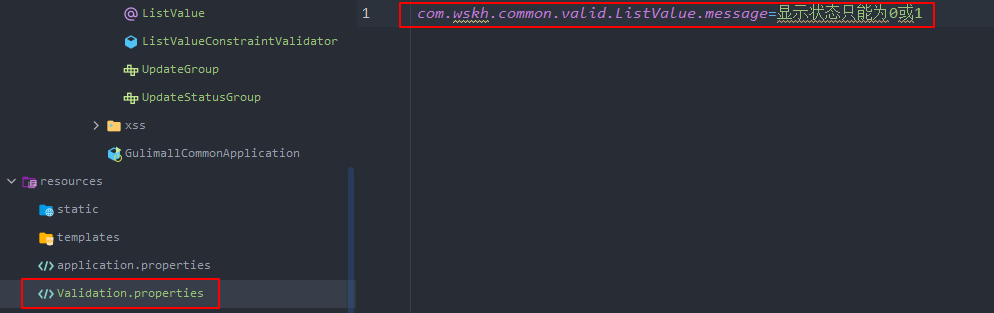 ListValue
ListValueConstraintValidator
UpdateGroup
UpdateStatusGroup
xss
GulimallCommonApplication
resources
static
templates
application.properties
Validation.properties
1 com.wskh.common.valid.ListValue.message=显示状态只能为0或1